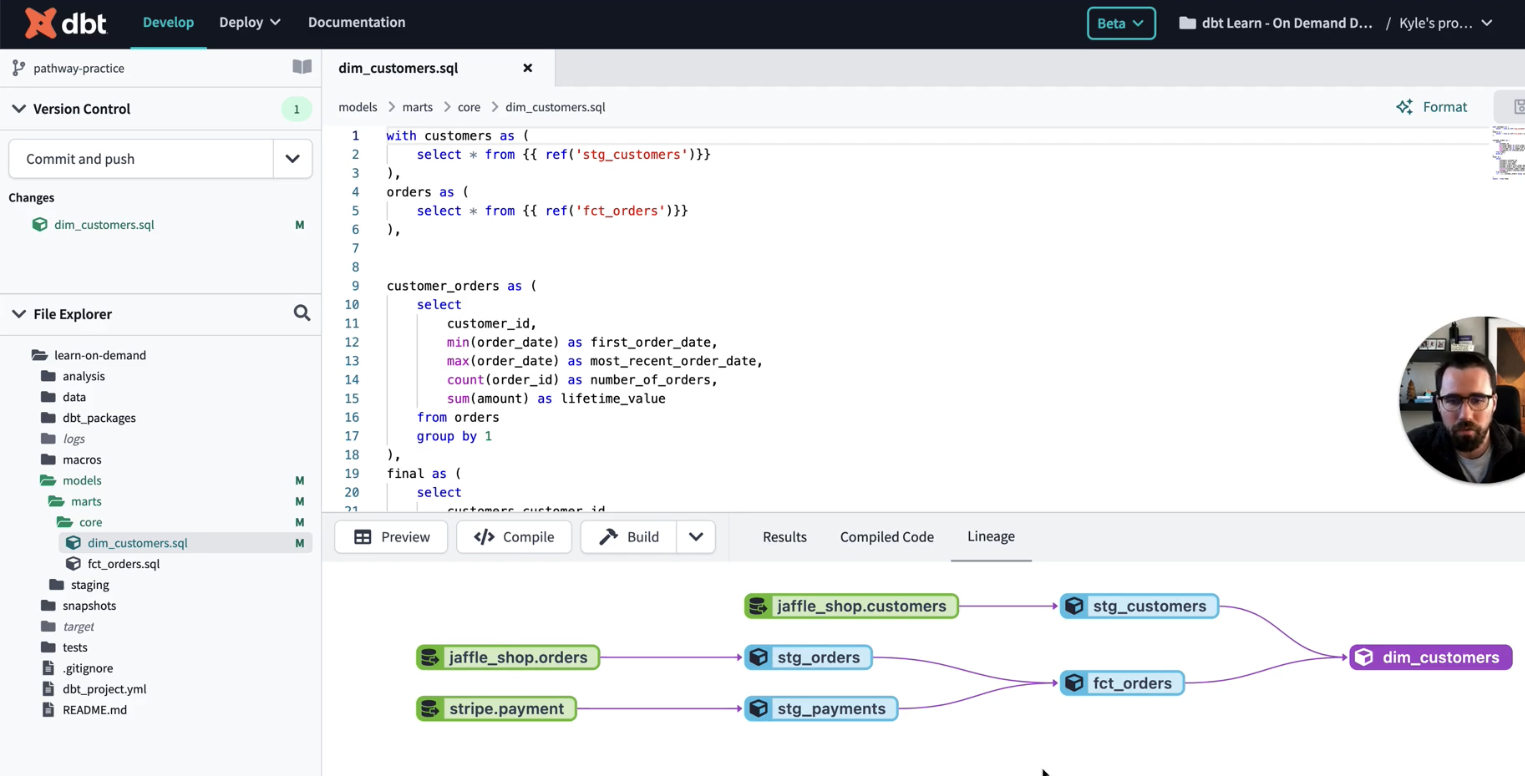 dbt Develop Deploy Documentation Beta dbt Learn - On Demand D... / Kyle's pro...
pathway-practice
Version Control 1
Commit and push
Changes
dim_customers.sql M
File Explorer
learn-on-demand
analysis
data
dbt_packages
logs
macros
models M
marts M
core M
dim_customers.sql M
fct_orders.sql
staging
snapshots
target
tests
.gitignore
dbt_project.yml
README.md
dim_customers.sql
models > marts > core > dim_customers.sql Format
1 with customers as (
2 select * from {{ ref('stg_customers')}}
3 ),
4 orders as (
5 select * from {{ ref('fct_orders')}}
6 ),
7
8
9 customer_orders as (
10 select
11 customer_id,
12 min(order_date) as first_order_date,
13 max(order_date) as most_recent_order_date,
14 count(order_id) as number_of_orders,
15 sum(amount) as lifetime_value
16 from orders
17 group by 1
18 ),
19 final as (
20 select
21 customers.customer_id
Preview </> Compile Build Results Compiled Code Lineage
jaffle_shop.customers stg_customers
jaffle_shop.orders stg_orders dim_customers
fct_orders
stripe.payment stg_payments